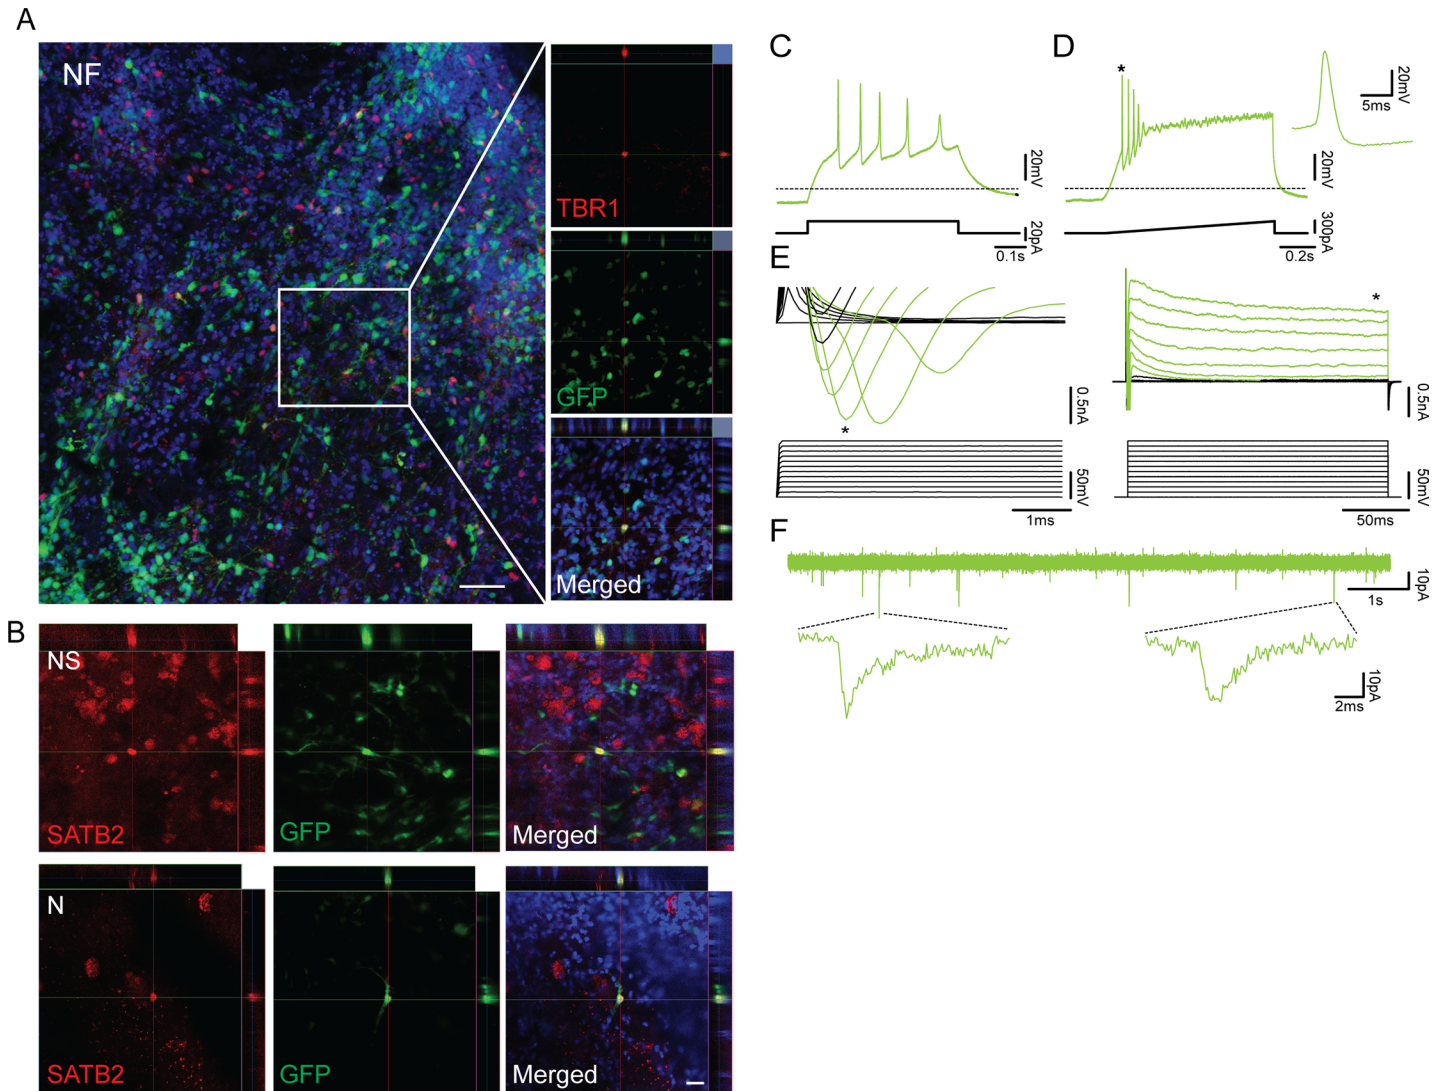 A
NF
TBR1
GFP
Merged
B
NS
SATB2
GFP
Merged
N
SATB2
GFP
Merged
C
20mV
20pA
0.1s
D
*
20mV
5ms
20mV
300pA
0.2s
E
*
0.5nA
50mV
1ms
*
0.5nA
50mV
50ms
F
10pA
1s
10pA
2ms